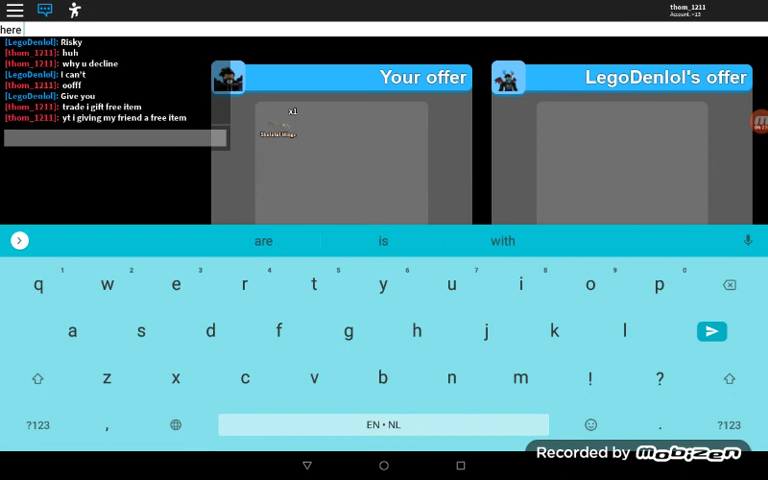 thom_1211
Account: <13
here
[LegoDenlol]: Risky
[thom_1211]: huh
[thom_1211]: why u decline
[LegoDenlol]: I can't
[thom_1211]: oofff
[LegoDenlol]: Give you
[thom_1211]: trade i gift free item
[thom_1211]: yt i giving my friend a free item
Your offer
LegoDenlol's offer
x1
Skeletal Wings
are is with
1 2 3 4 5 6 7 8 9 0
q w e r t y u i o p
a s d f g h j k l
z x c v b n m ! ?
?123 , EN • NL . ?123
Recorded by Mobizen